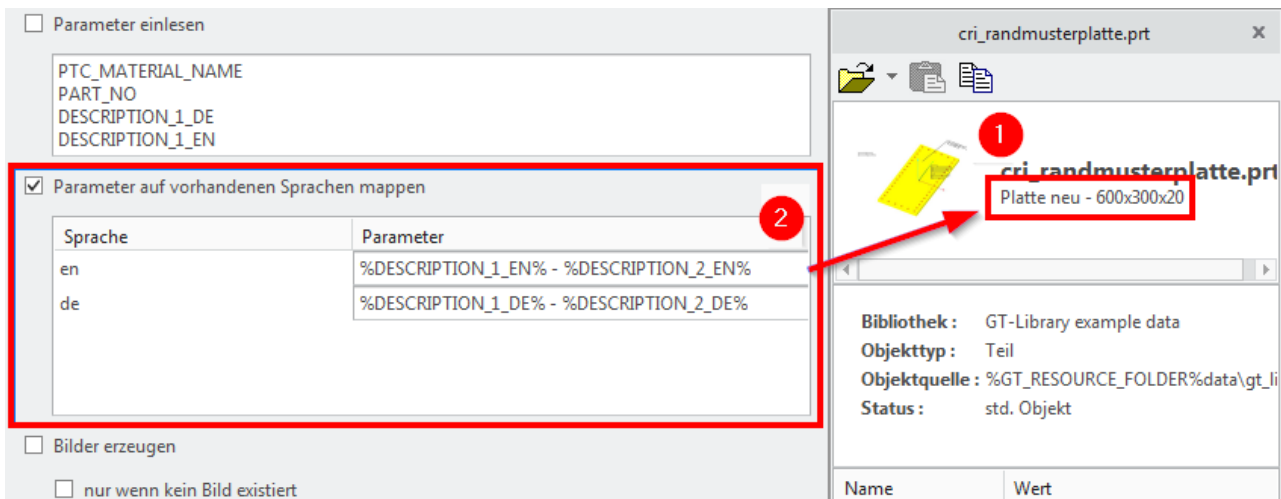 Parameter einlesen
PTC_MATERIAL_NAME
PART_NO
DESCRIPTION_1_DE
DESCRIPTION_1_EN
Parameter auf vorhandenen Sprachen mappen
2
Sprache Parameter
en %DESCRIPTION_1_EN% - %DESCRIPTION_2_EN%
de %DESCRIPTION_1_DE% - %DESCRIPTION_2_DE%
Bilder erzeugen
nur wenn kein Bild existiert
cri_randmusterplatte.prt x
1
cri_randmusterplatte.prt
Platte neu - 600x300x20
Bibliothek : GT-Library example data
Objekttyp : Teil
Objektquelle : %GT_RESOURCE_FOLDER%data\gt_li
Status : std. Objekt
Name Wert